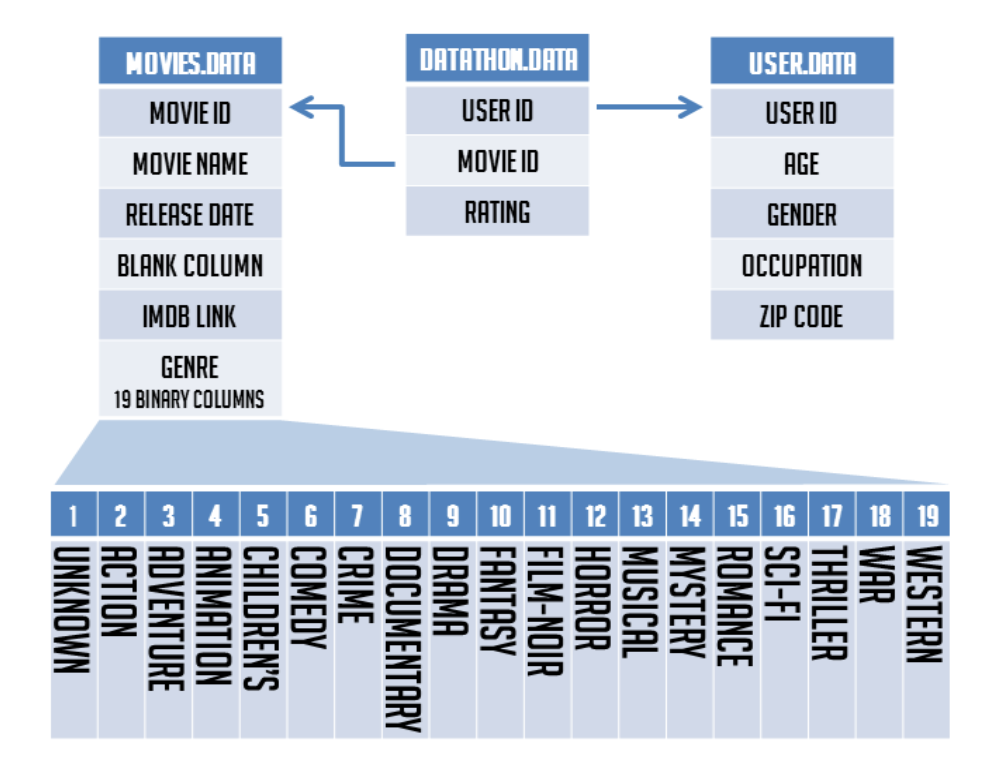 MOVIES.DATA
MOVIE ID
MOVIE NAME
RELEASE DATE
BLANK COLUMN
IMDB LINK
GENRE
19 BINARY COLUMNS
DATATHON.DATA
USER ID
MOVIE ID
RATING
USER.DATA
USER ID
AGE
GENDER
OCCUPATION
ZIP CODE
1 2 3 4 5 6 7 8 9 10 11 12 13 14 15 16 17 18 19
UNKNOWN
ACTION
ADVENTURE
ANIMATION
CHILDREN'S
COMEDY
CRIME
DOCUMENTARY
DRAMA
FANTASY
FILM-NOIR
HORROR
MUSICAL
MYSTERY
ROMANCE
SCI-FI
THRILLER
WAR
WESTERN